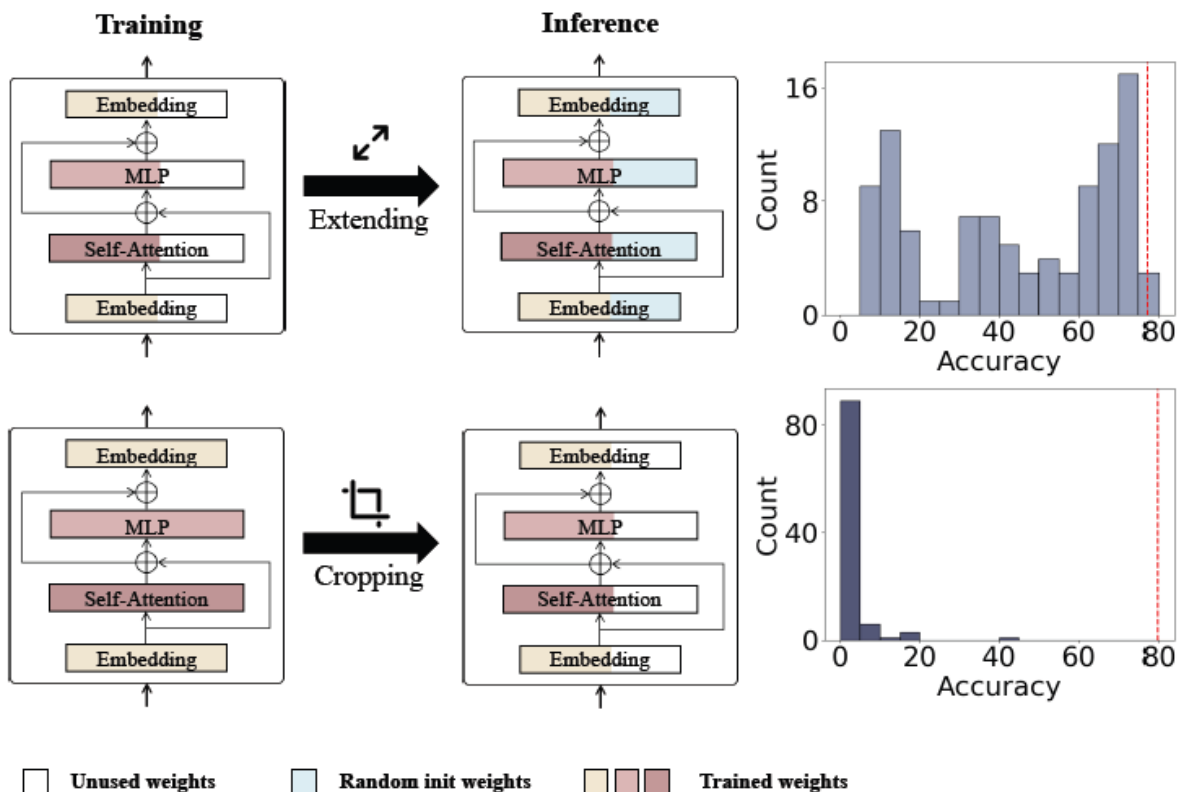 Training
Inference
Embedding
MLP
Self-Attention
Embedding
Extending
Embedding
MLP
Self-Attention
Embedding
Count
16
8
0
0 20 40 60 80
Accuracy
Embedding
MLP
Self-Attention
Embedding
Cropping
Embedding
MLP
Self-Attention
Embedding
Count
80
40
0
0 20 40 60 80
Accuracy
Unused weights Random init weights Trained weights